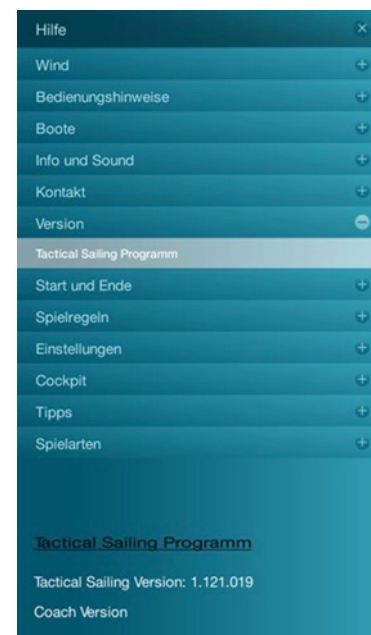 Hilfe
Wind
Bedienungshinweise
Boote
Info und Sound
Kontakt
Version
Tactical Sailing Programm
Start und Ende
Spielregeln
Einstellungen
Cockpit
Tipps
Spielarten
Tactical Sailing Programm
Tactical Sailing Version: 1.121.019
Coach Version